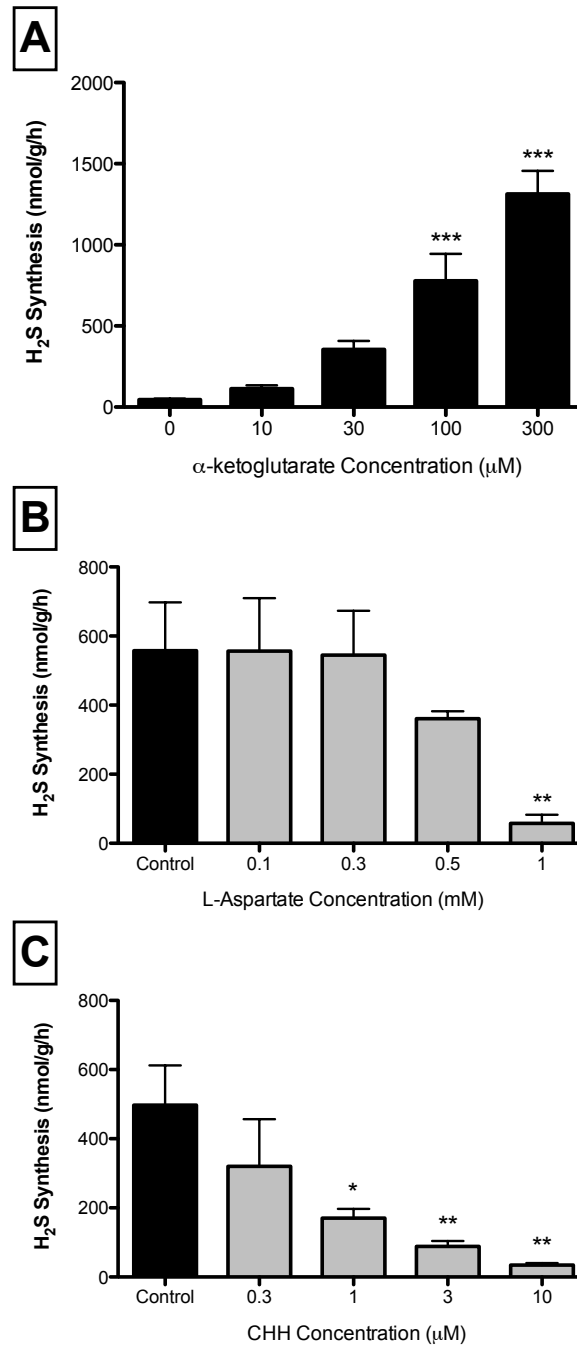 A
H₂S Synthesis (nmol/g/h)
2000
1500
1000
500
0
***
***
0 10 30 100 300
α-ketoglutarate Concentration (μM)
B
H₂S Synthesis (nmol/g/h)
800
600
400
200
0
**
Control 0.1 0.3 0.5 1
L-Aspartate Concentration (mM)
C
H₂S Synthesis (nmol/g/h)
800
600
400
200
0
*
**
**
Control 0.3 1 3 10
CHH Concentration (μM)